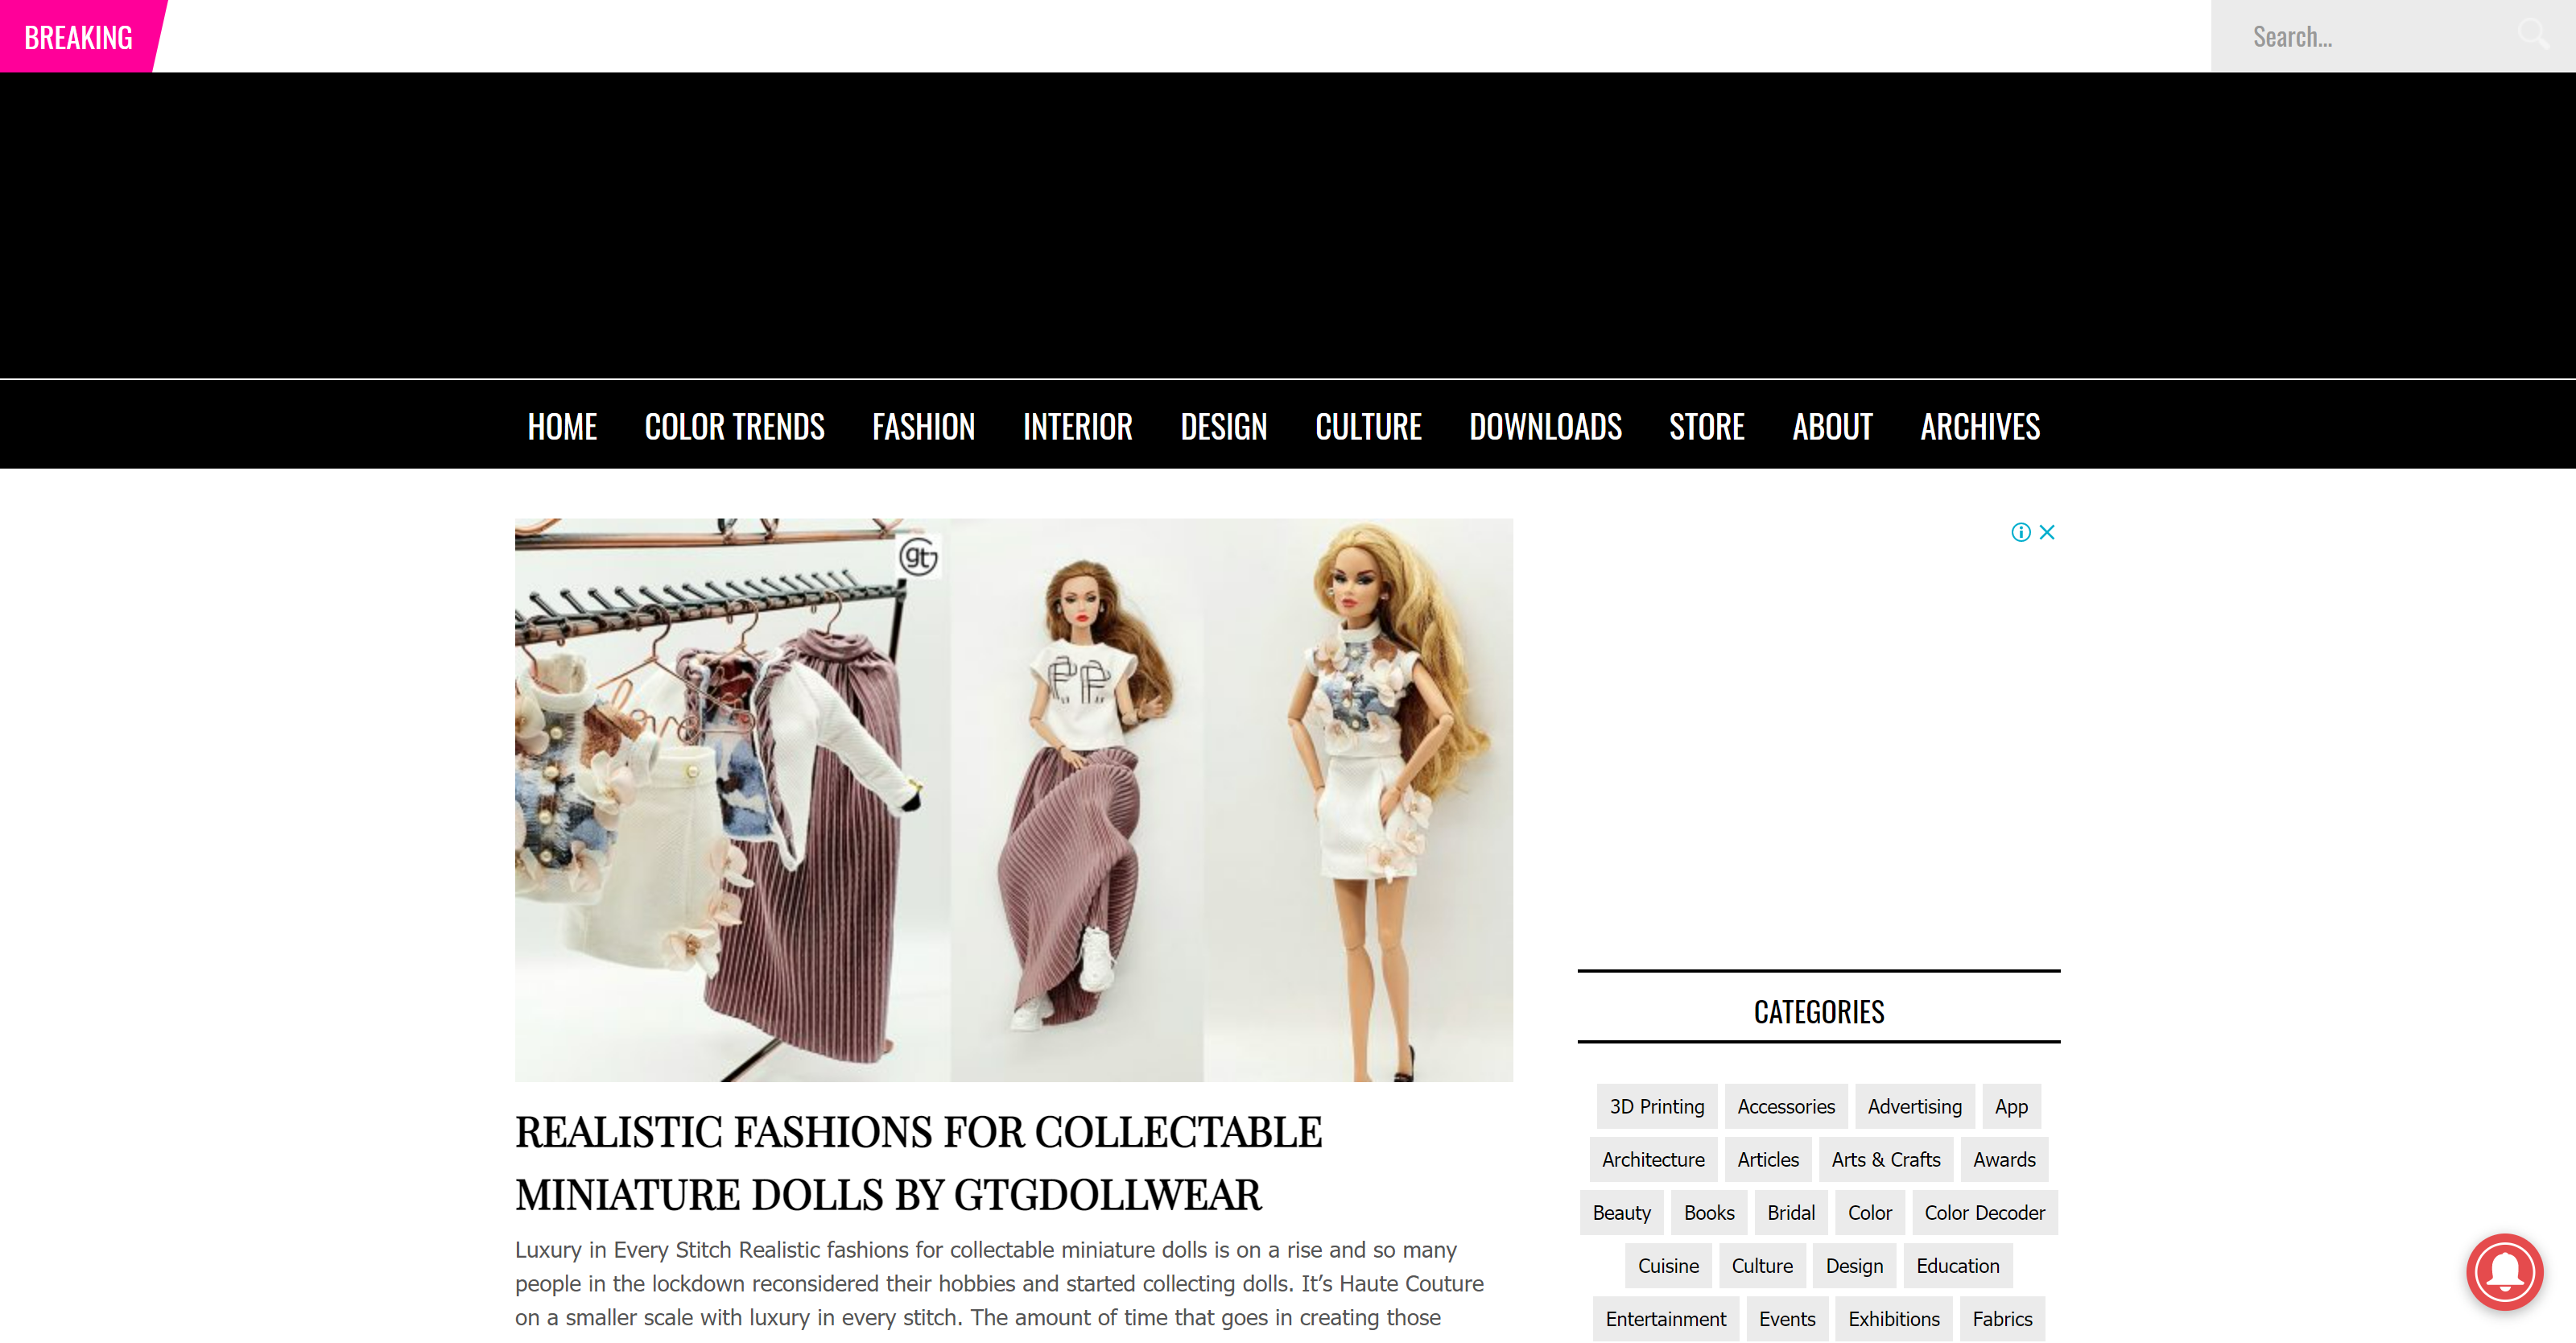 BREAKING
Search...
HOME COLOR TRENDS FASHION INTERIOR DESIGN CULTURE DOWNLOADS STORE ABOUT ARCHIVES
gt
PP
REALISTIC FASHIONS FOR COLLECTABLE
MINIATURE DOLLS BY GTGDOLLWEAR
Luxury in Every Stitch Realistic fashions for collectable miniature dolls is on a rise and so many
people in the lockdown reconsidered their hobbies and started collecting dolls. It’s Haute Couture
on a smaller scale with luxury in every stitch. The amount of time that goes in creating those
CATEGORIES
3D Printing Accessories Advertising App
Architecture Articles Arts & Crafts Awards
Beauty Books Bridal Color Color Decoder
Cuisine Culture Design Education
Entertainment Events Exhibitions Fabrics